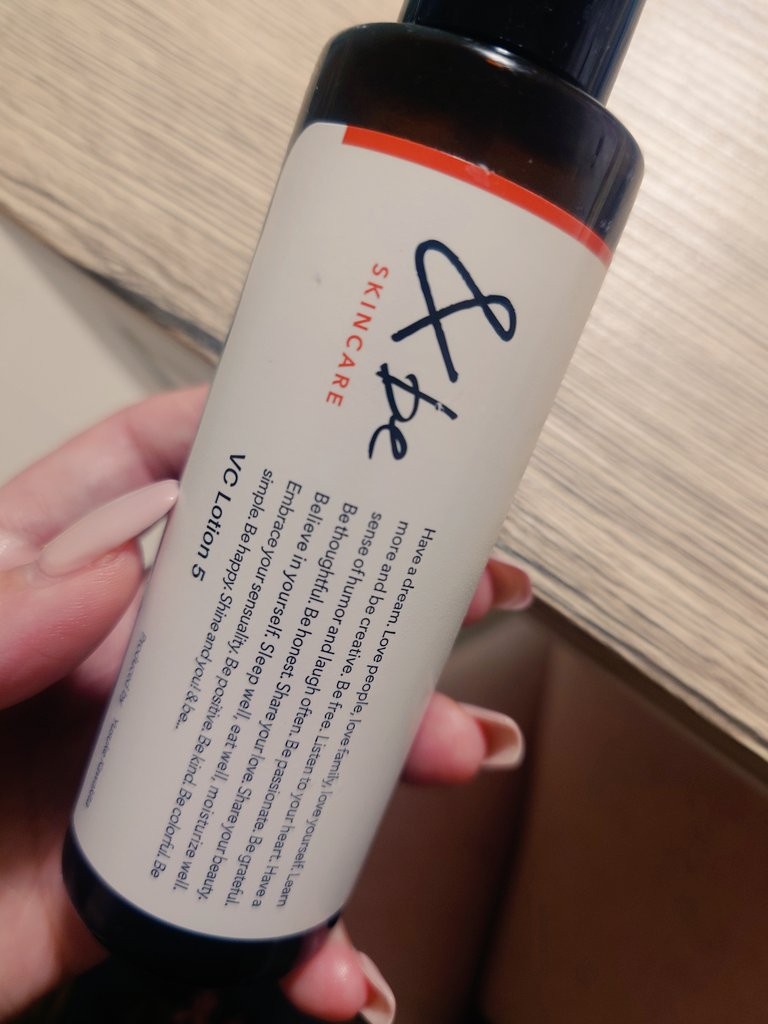 & be
SKINCARE
Have a dream. Love people, love family, love yourself. Learn
more and be creative. Be free. Listen to your heart. Have a
sense of humor and laugh often. Be passionate. Be grateful.
Be thoughtful. Be honest. Share your love. Share your beauty.
Believe in yourself. Sleep well, eat well, moisturize well.
Embrace your sensuality. Be positive. Be kind. Be colorful. Be
simple. Be happy. Shine and you! & be...
VC Lotion 5
produced by